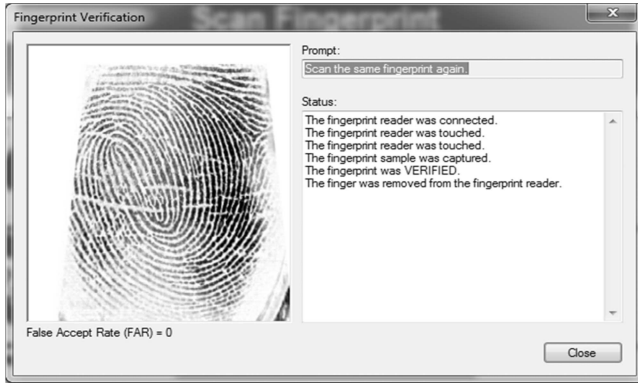 Scan Fingerprint
Fingerprint Verification
Prompt:
Scan the same fingerprint again.
Status:
The fingerprint reader was connected.
The fingerprint reader was touched.
The fingerprint reader was touched.
The fingerprint sample was captured.
The fingerprint was VERIFIED.
The finger was removed from the fingerprint reader.
False Accept Rate (FAR) = 0
Close